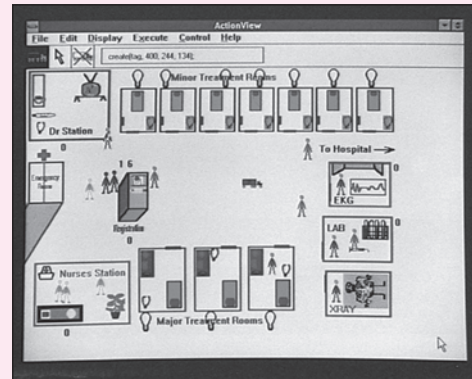 ActionView
File Edit Display Execute Control Help
create(tag, 400, 244, 134);
Minor Treatment Rooms
Dr Station
0
To Hospital
0
EKG
Emergency
1 6
Registration
0
0
LAB
Nurses Station
0
XRAY
Major Treatment Rooms